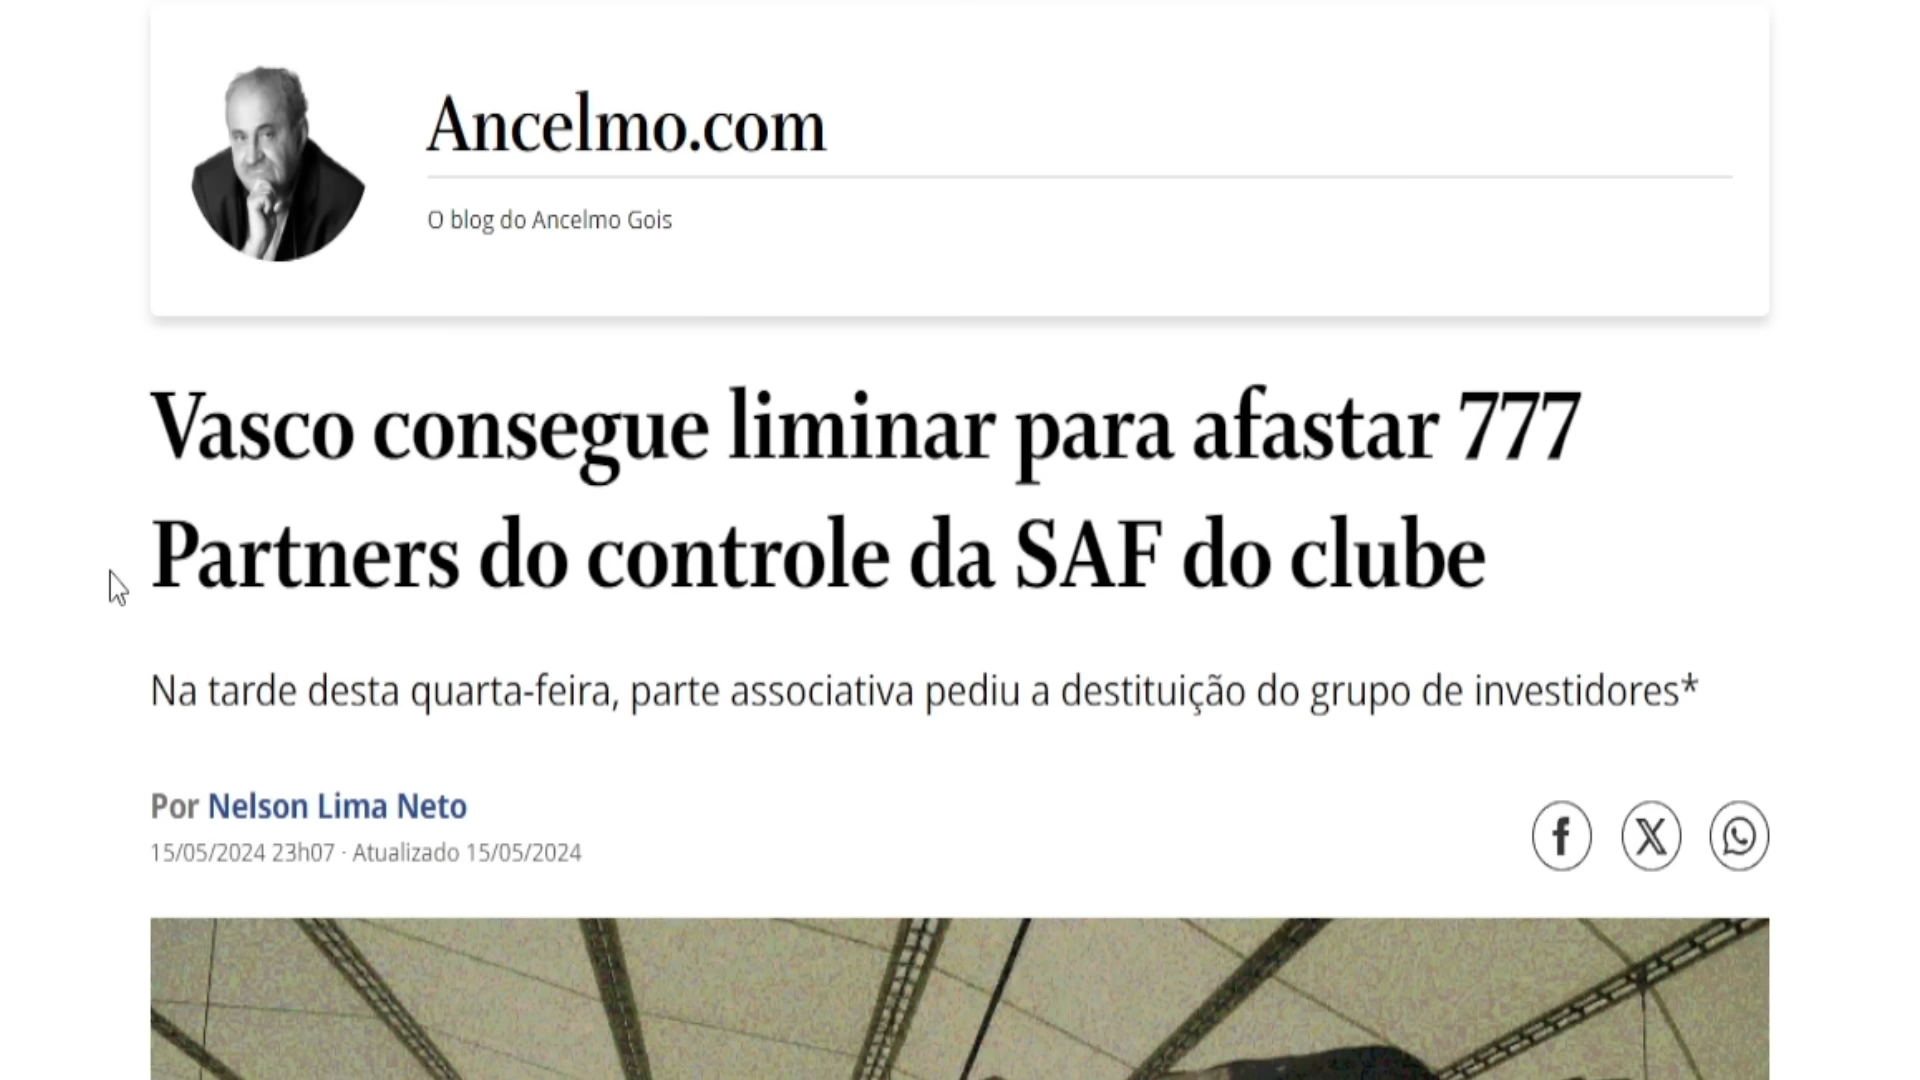 Ancelmo.com
O blog do Ancelmo Gois
Vasco consegue liminar para afastar 777
Partners do controle da SAF do clube
Na tarde desta quarta-feira, parte associativa pediu a destituição do grupo de investidores*
Por Nelson Lima Neto
15/05/2024 23h07 · Atualizado 15/05/2024